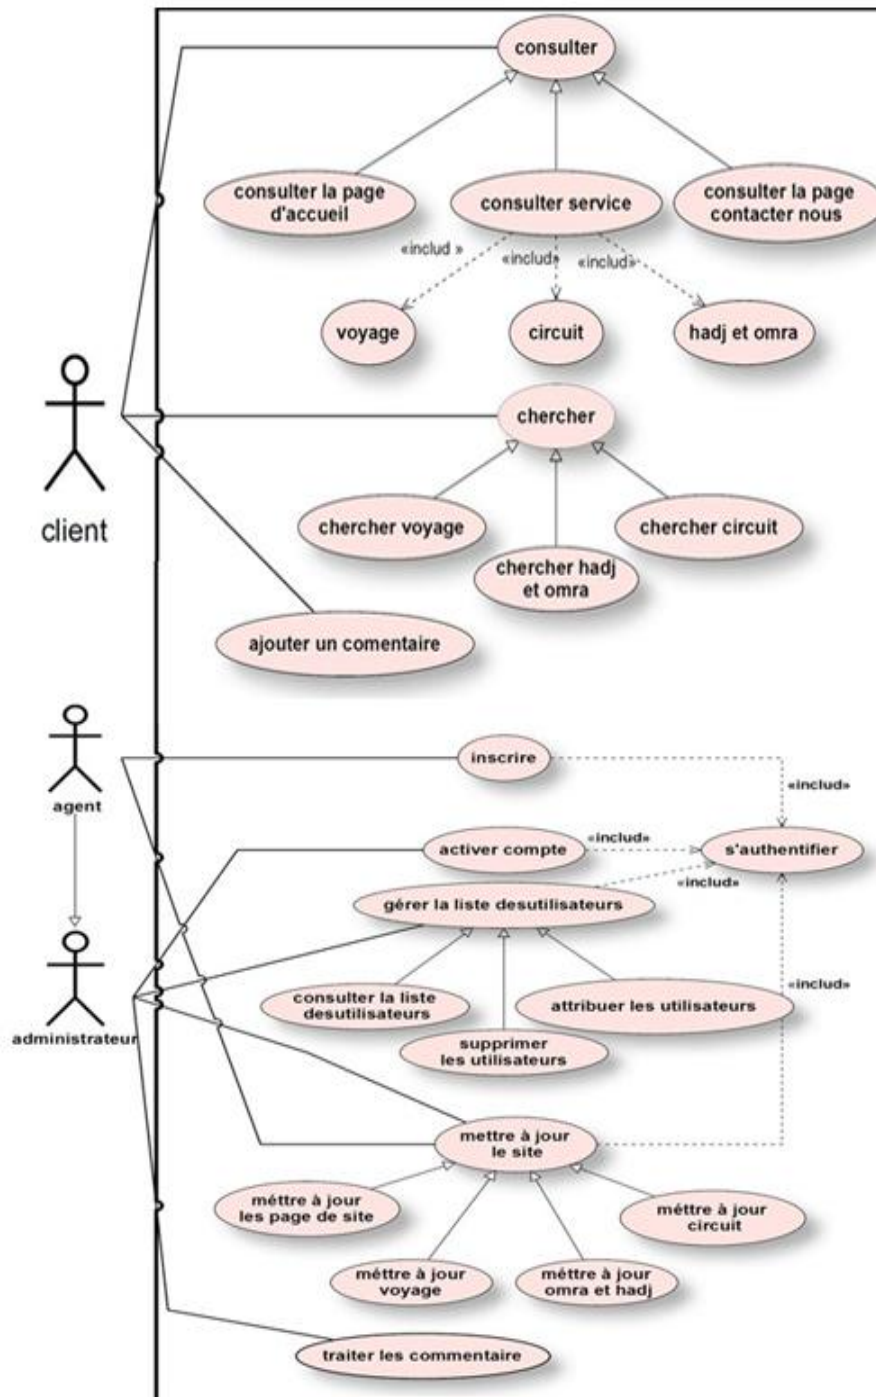 consulter
consulter la page
d'accueil
consulter service
consulter la page
contacter nous
«includ »
«includ»
«includ»
voyage
circuit
hadj et omra
client
chercher
chercher voyage
chercher hadj
et omra
chercher circuit
ajouter un comentaire
agent
inscrire
«includ»
activer compte
«includ»
s'authentifier
gérer la liste desutilisateurs
«includ»
administrateur
consulter la liste
desutilisateurs
supprimer
les utilisateurs
attribuer les utilisateurs
«includ»
mettre à jour
le site
méttre à jour
les page de site
méttre à jour
voyage
méttre à jour
omra et hadj
méttre à jour
circuit
traiter les commentaire